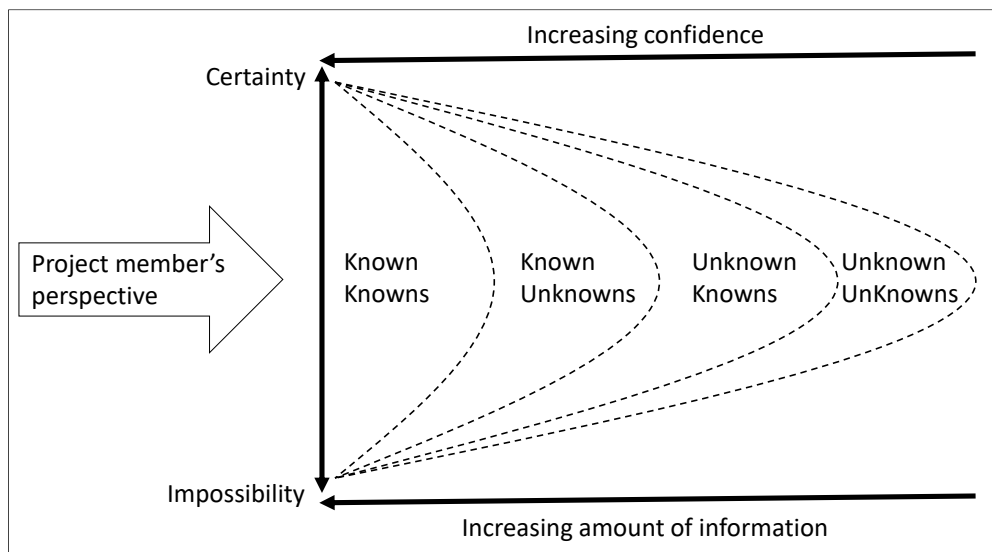 Increasing confidence
Certainty
Project member’s
perspective
Known
Knowns
Known
Unknowns
Unknown
Knowns
Unknown
UnKnowns
Impossibility
Increasing amount of information